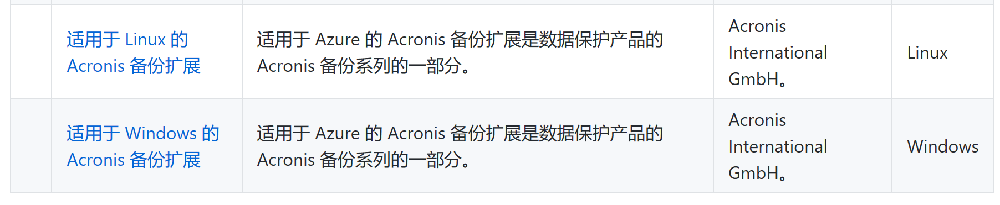 适用于 Linux 的
Acronis 备份扩展
适用于 Azure 的 Acronis 备份扩展是数据保护产品的
Acronis 备份系列的一部分。
Acronis
International
GmbH。
Linux
适用于 Windows 的
Acronis 备份扩展
适用于 Azure 的 Acronis 备份扩展是数据保护产品的
Acronis 备份系列的一部分。
Acronis
International
GmbH。
Windows